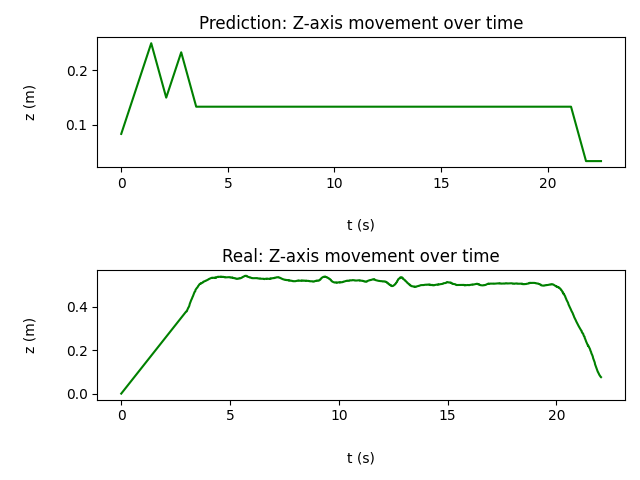 Prediction: Z-axis movement over time
z (m)
0.2
0.1
0 5 10 15 20
t (s)
Real: Z-axis movement over time
z (m)
0.4
0.2
0.0
0 5 10 15 20
t (s)